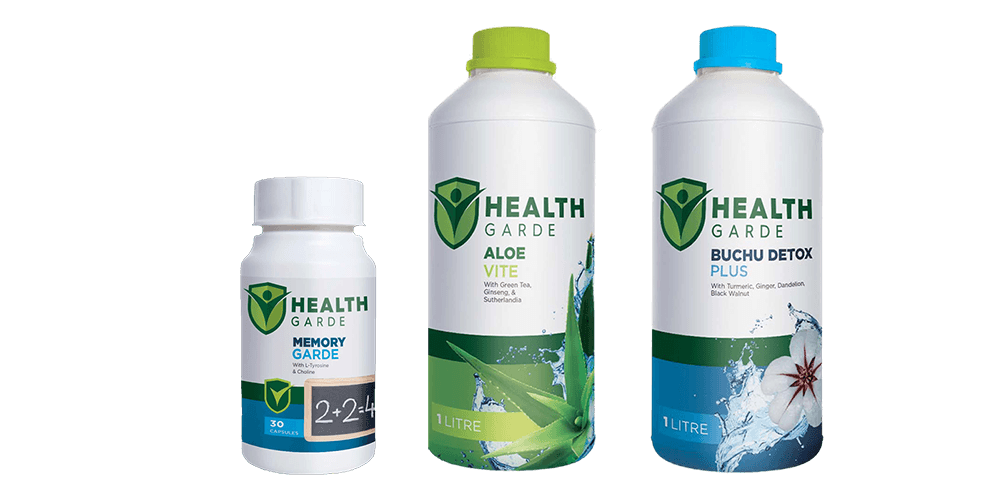 HEALTH
GARDE
MEMORY
GARDE
With L-Tyrosine
& Choline
2+2=4
30
CAPSULES
HEALTH
GARDE
ALOE
VITE
With Green Tea,
Ginseng, &
Sutherlandia
1 LITRE
HEALTH
GARDE
BUCHU DETOX
PLUS
With Turmeric, Ginger, Dandelion,
Black Walnut
1 LITRE